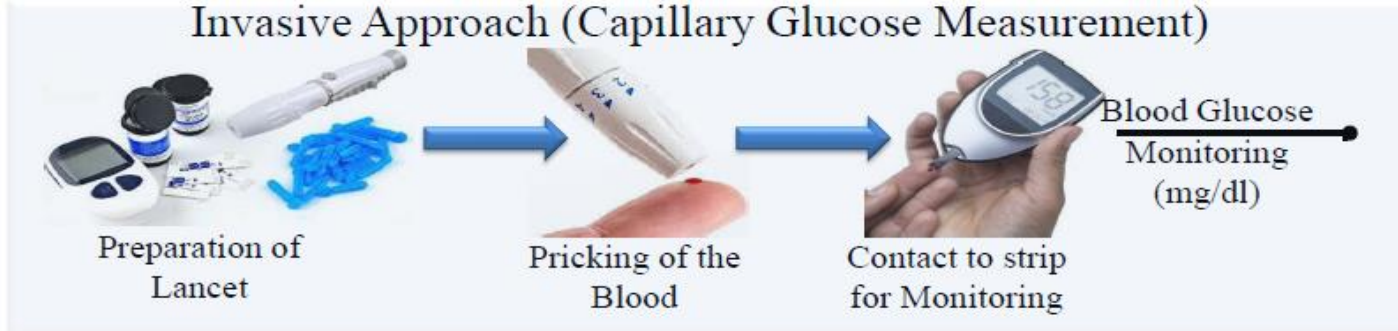 Invasive Approach (Capillary Glucose Measurement)
Preparation of
Lancet
Pricking of the
Blood
158
Contact to strip
for Monitoring
Blood Glucose
Monitoring
(mg/dl)